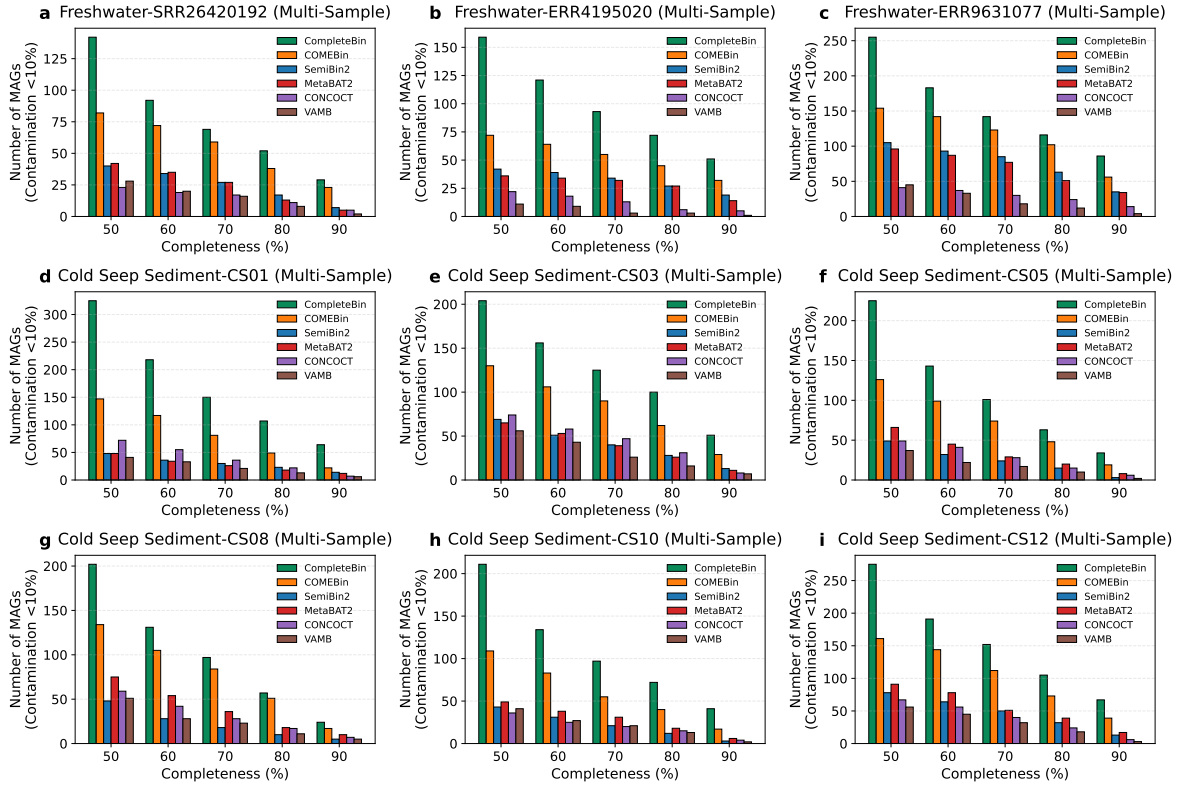 a Freshwater-SRR26420192 (Multi-Sample)
Number of MAGs
(Contamination <10%)
125
100
75
50
25
0
CompleteBin
COMEBin
SemiBin2
MetaBAT2
CONCOCT
VAMB
50 60 70 80 90
Completeness (%)
b Freshwater-ERR4195020 (Multi-Sample)
Number of MAGs
(Contamination <10%)
150
125
100
75
50
25
0
CompleteBin
COMEBin
SemiBin2
MetaBAT2
CONCOCT
VAMB
50 60 70 80 90
Completeness (%)
c Freshwater-ERR9631077 (Multi-Sample)
Number of MAGs
(Contamination <10%)
250
200
150
100
50
0
CompleteBin
COMEBin
SemiBin2
MetaBAT2
CONCOCT
VAMB
50 60 70 80 90
Completeness (%)
d Cold Seep Sediment-CS01 (Multi-Sample)
Number of MAGs
(Contamination <10%)
300
250
200
150
100
50
0
CompleteBin
COMEBin
SemiBin2
MetaBAT2
CONCOCT
VAMB
50 60 70 80 90
Completeness (%)
e Cold Seep Sediment-CS03 (Multi-Sample)
Number of MAGs
(Contamination <10%)
200
150
100
50
0
CompleteBin
COMEBin
SemiBin2
MetaBAT2
CONCOCT
VAMB
50 60 70 80 90
Completeness (%)
f Cold Seep Sediment-CS05 (Multi-Sample)
Number of MAGs
(Contamination <10%)
200
150
100
50
0
CompleteBin
COMEBin
SemiBin2
MetaBAT2
CONCOCT
VAMB
50 60 70 80 90
Completeness (%)
g Cold Seep Sediment-CS08 (Multi-Sample)
Number of MAGs
(Contamination <10%)
200
150
100
50
0
CompleteBin
COMEBin
SemiBin2
MetaBAT2
CONCOCT
VAMB
50 60 70 80 90
Completeness (%)
h Cold Seep Sediment-CS10 (Multi-Sample)
Number of MAGs
(Contamination <10%)
200
150
100
50
0
CompleteBin
COMEBin
SemiBin2
MetaBAT2
CONCOCT
VAMB
50 60 70 80 90
Completeness (%)
i Cold Seep Sediment-CS12 (Multi-Sample)
Number of MAGs
(Contamination <10%)
250
200
150
100
50
0
CompleteBin
COMEBin
SemiBin2
MetaBAT2
CONCOCT
VAMB
50 60 70 80 90
Completeness (%)